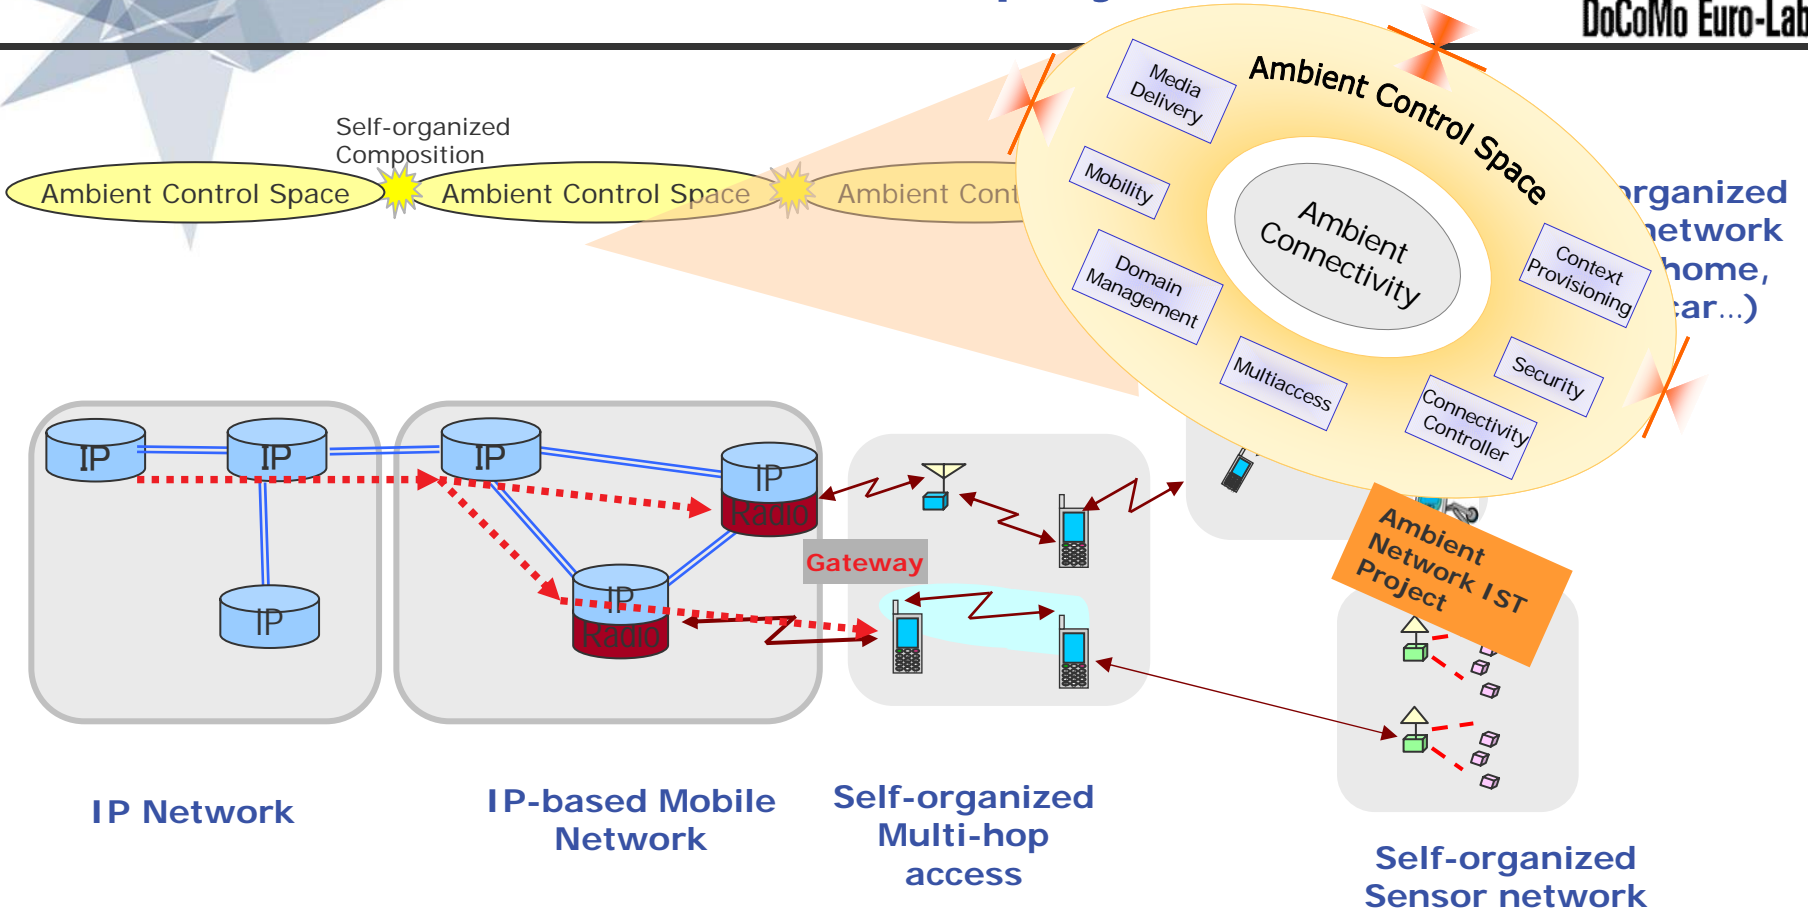 DoCoMo Euro-Lab
Self-organized
Composition
Ambient Control Space
Ambient Control Space
Ambient Cont
Ambient Control Space
Media
Delivery
Mobility
Domain
Management
Multiaccess
Connectivity
Controller
Security
Context
Provisioning
Ambient
Connectivity
organized
network
home,
car...)
IP
IP
IP
IP
IP
Radio
IP
Radio
Gateway
Ambient
Network IST
Project
IP Network
IP-based Mobile
Network
Self-organized
Multi-hop
access
Self-organized
Sensor network